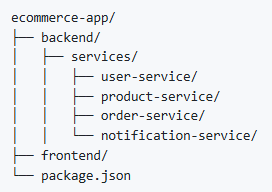 ecommerce-app/
├── backend/
│   ├── services/
│   │   ├── user-service/
│   │   ├── product-service/
│   │   ├── order-service/
│   │   └── notification-service/
├── frontend/
└── package.json